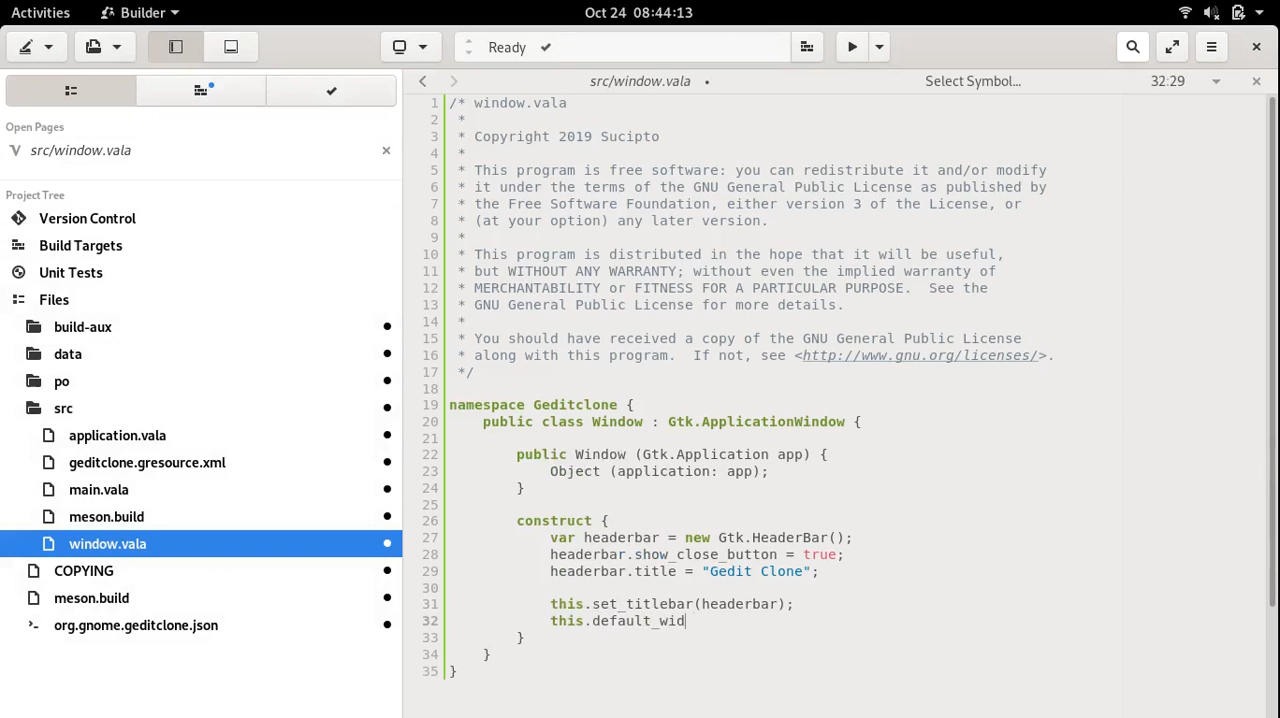 Activities
Builder
Oct 24 08:44:13
Ready
src/window.vala
Select Symbol…
32:29
Open Pages
src/window.vala
Project Tree
Version Control
Build Targets
Unit Tests
Files
build-aux
data
po
src
application.vala
geditclone.gresource.xml
main.vala
meson.build
window.vala
COPYING
meson.build
org.gnome.geditclone.json
1 /* window.vala
2 *
3 * Copyright 2019 Sucipto
4 *
5 * This program is free software: you can redistribute it and/or modify
6 * it under the terms of the GNU General Public License as published by
7 * the Free Software Foundation, either version 3 of the License, or
8 * (at your option) any later version.
9 *
10 * This program is distributed in the hope that it will be useful,
11 * but WITHOUT ANY WARRANTY; without even the implied warranty of
12 * MERCHANTABILITY or FITNESS FOR A PARTICULAR PURPOSE.  See the
13 * GNU General Public License for more details.
14 *
15 * You should have received a copy of the GNU General Public License
16 * along with this program.  If not, see <http://www.gnu.org/licenses/>.
17 */
18
19 namespace Geditclone {
20     public class Window : Gtk.ApplicationWindow {
21
22         public Window (Gtk.Application app) {
23             Object (application: app);
24         }
25
26         construct {
27             var headerbar = new Gtk.HeaderBar();
28             headerbar.show_close_button = true;
29             headerbar.title = "Gedit Clone";
30
31             this.set_titlebar(headerbar);
32             this.default_wid
33         }
34     }
35 }